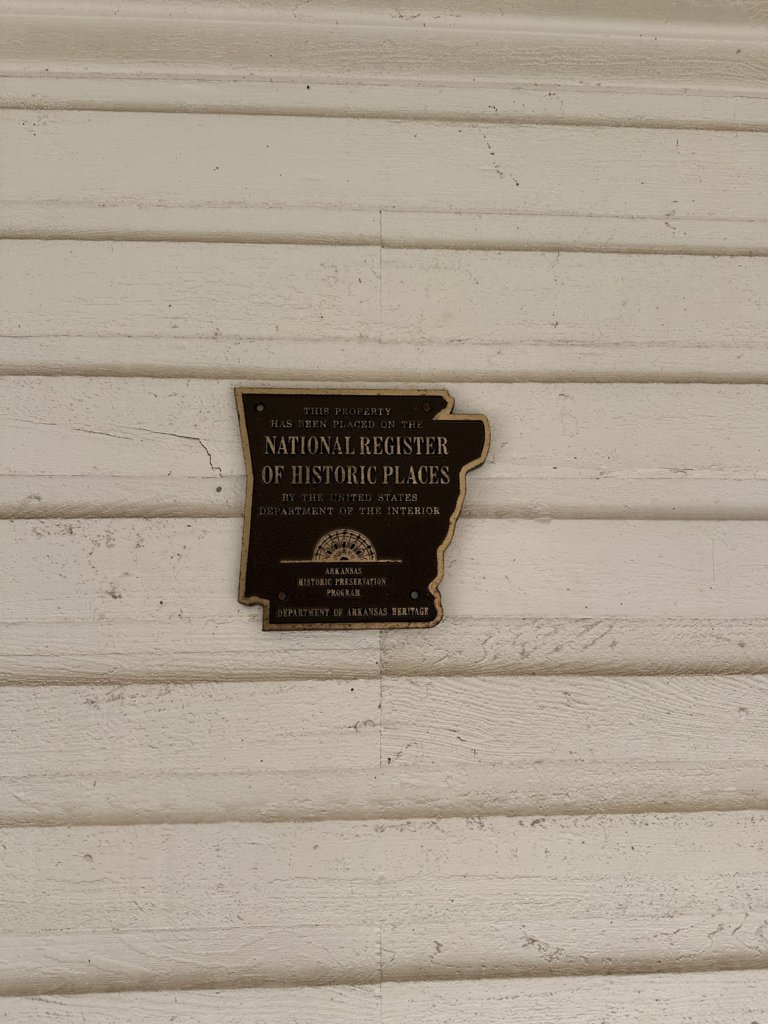 THIS PROPERTY
HAS BEEN PLACED ON THE
NATIONAL REGISTER
OF HISTORIC PLACES
BY THE UNITED STATES
DEPARTMENT OF THE INTERIOR
ARKANSAS
HISTORIC PRESERVATION
PROGRAM
DEPARTMENT OF ARKANSAS HERITAGE